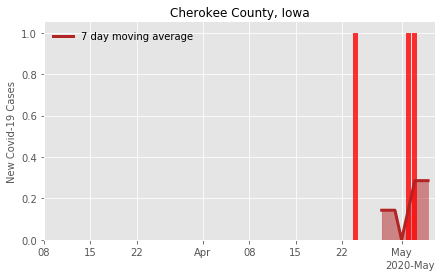 Cherokee County, Iowa
7 day moving average
New Covid-19 Cases
1.0
0.8
0.6
0.4
0.2
0.0
08 15 22 Apr 08 15 22 May
2020-May